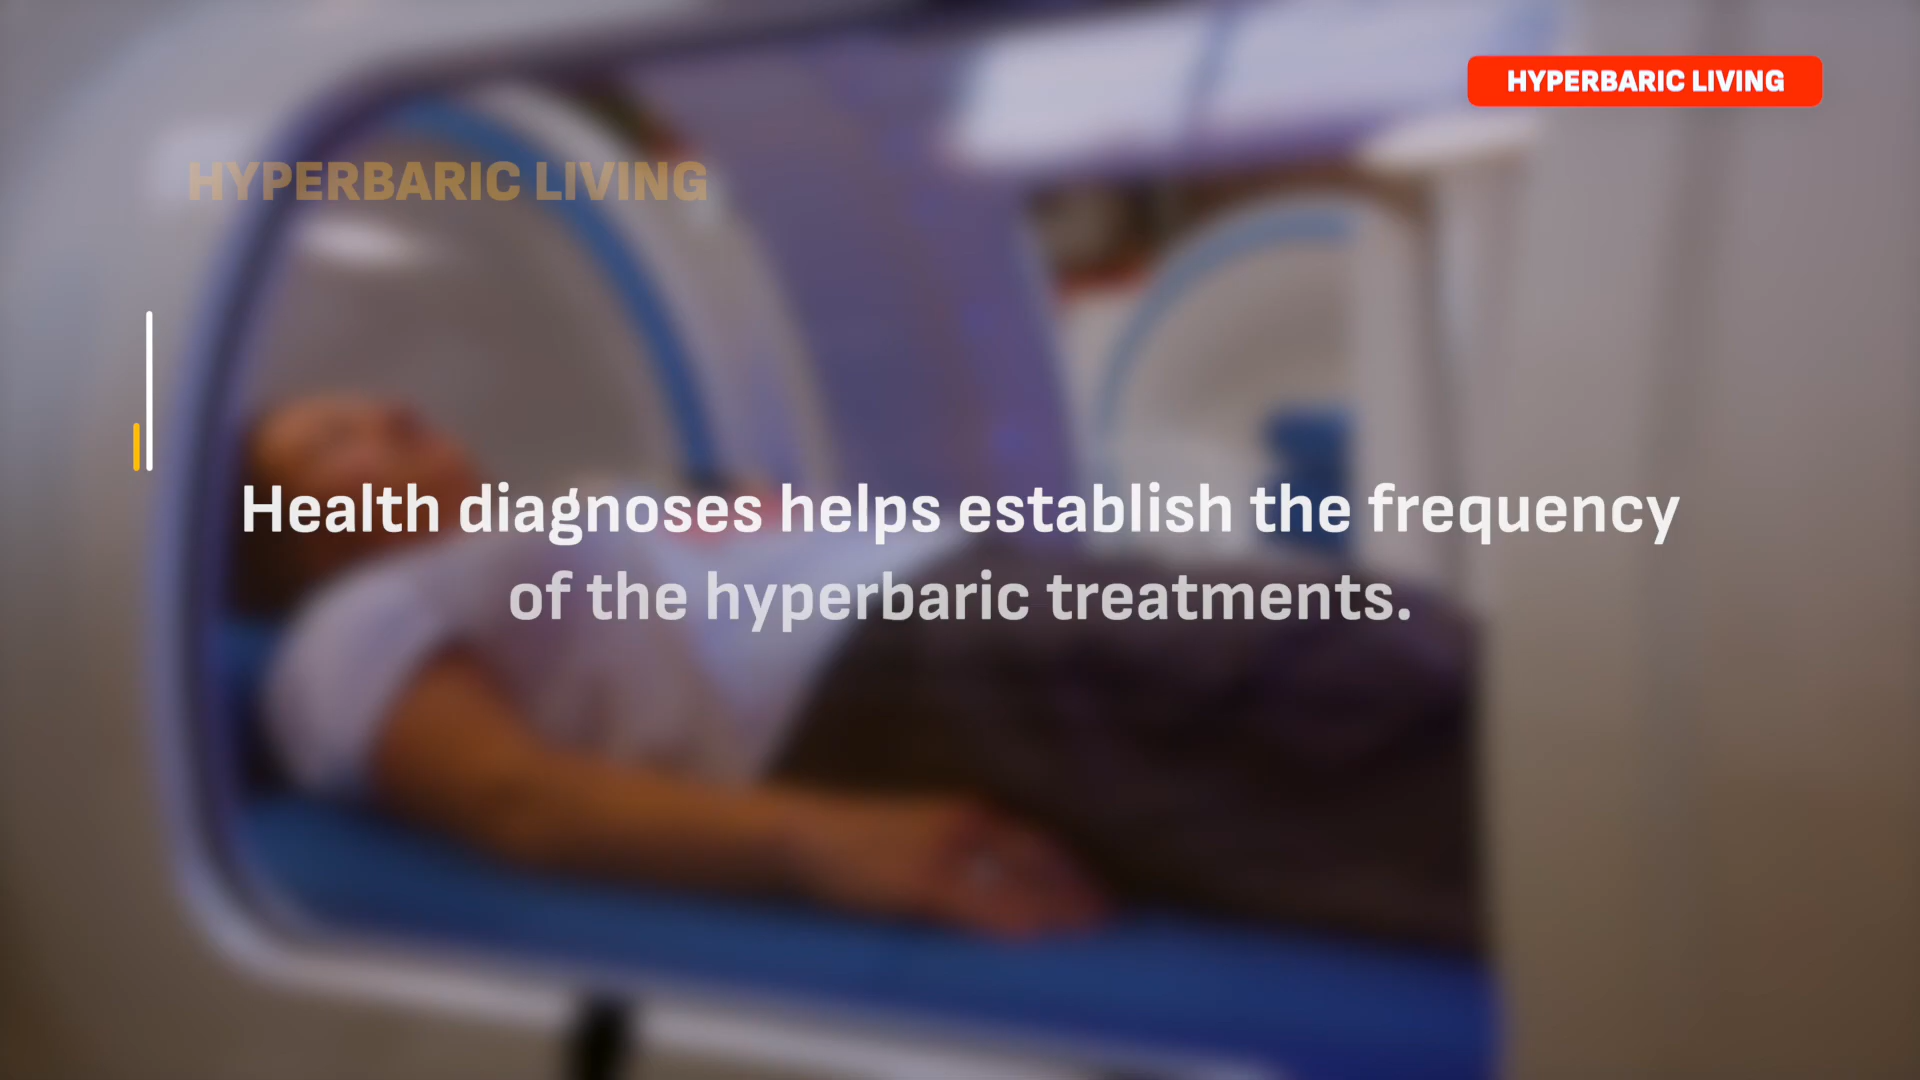 HYPERBARIC LIVING
HYPERBARIC LIVING
Health diagnoses helps establish the frequency
of the hyperbaric treatments.